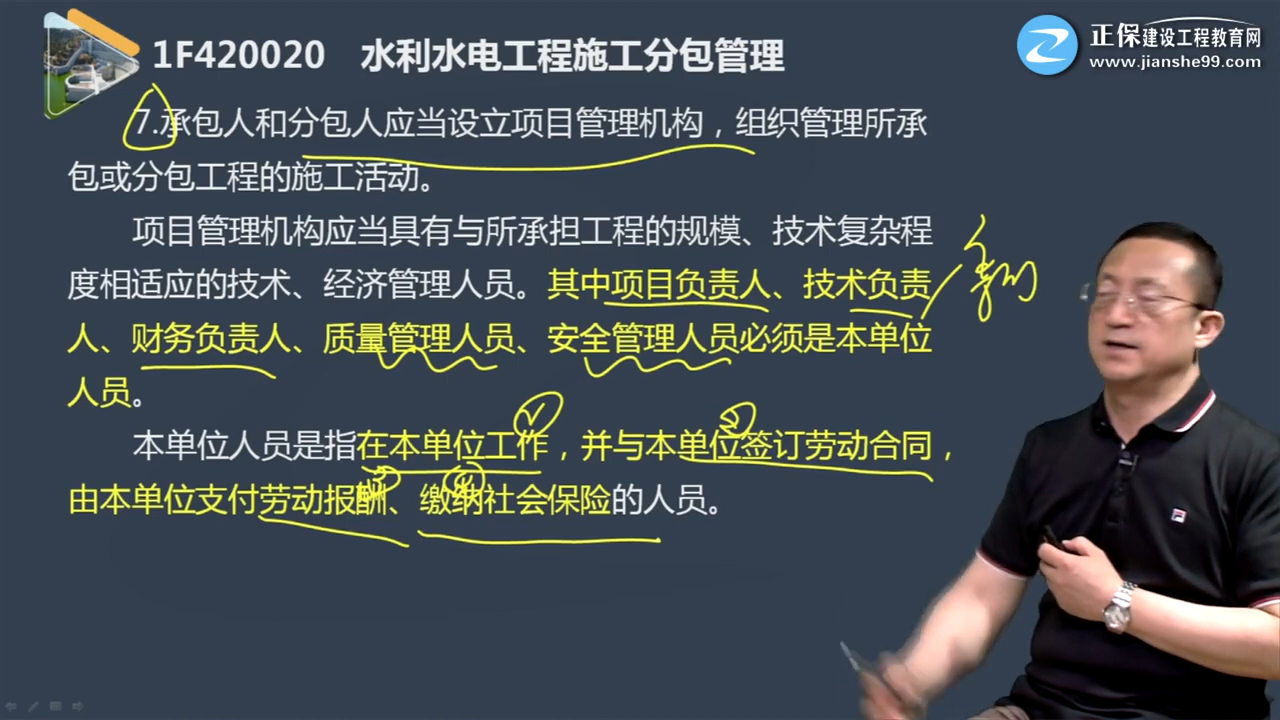 1F420020 水利水电工程施工分包管理
正保建设工程教育网
www.jianshe99.com
7.承包人和分包人应当设立项目管理机构，组织管理所承
包或分包工程的施工活动。
项目管理机构应当具有与所承担工程的规模、技术复杂程
度相适应的技术、经济管理人员。其中项目负责人、技术负责
人、财务负责人、质量管理人员、安全管理人员必须是本单位
人员。
本单位人员是指在本单位工作，并与本单位签订劳动合同，
由本单位支付劳动报酬、缴纳社会保险的人员。